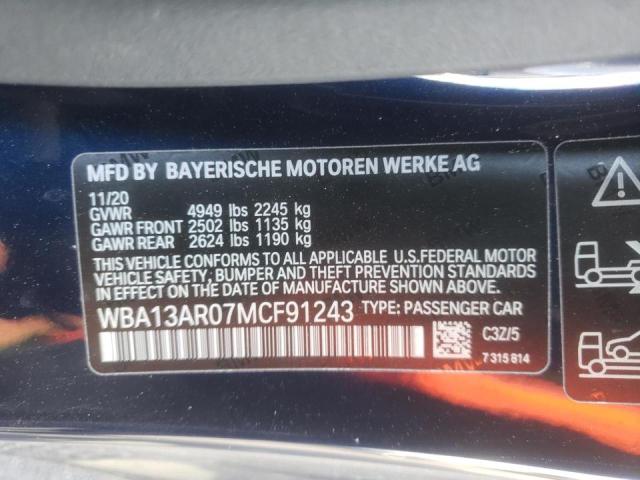 MFD BY BAYERISCHE MOTOREN WERKE AG
11/20
GVWR 4949 lbs 2245 kg
GAWR FRONT 2502 lbs 1135 kg
GAWR REAR 2624 lbs 1190 kg
THIS VEHICLE CONFORMS TO ALL APPLICABLE U.S.FEDERAL MOTOR
VEHICLE SAFETY, BUMPER AND THEFT PREVENTION STANDARDS
IN EFFECT ON THE DATE OF MANUFACTURE SHOWN ABOVE.
WBA13AR07MCF91243 TYPE: PASSENGER CAR
C3Z/5
7 315 814